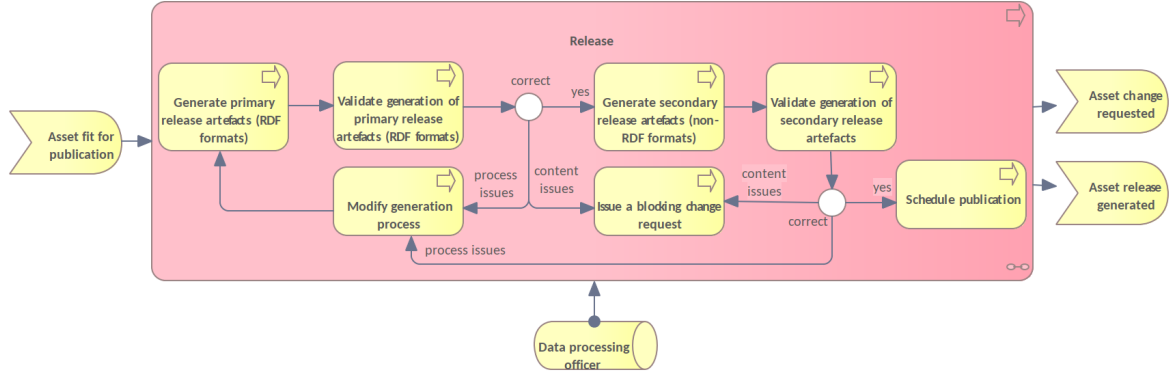 Release
Asset fit for
publication
Generate primary
release artefacts (RDF
formats)
Validate generation of
primary release
artefacts (RDF formats)
correct
yes
Generate secondary
release artefacts (non-
RDF formats)
Validate generation of
secondary release
artefacts
Asset change
requested
process
issues
content
issues
content
issues
Modify generation
process
Issue a blocking change
request
correct
yes
Schedule publication
Asset release
generated
process issues
Data processing
officer